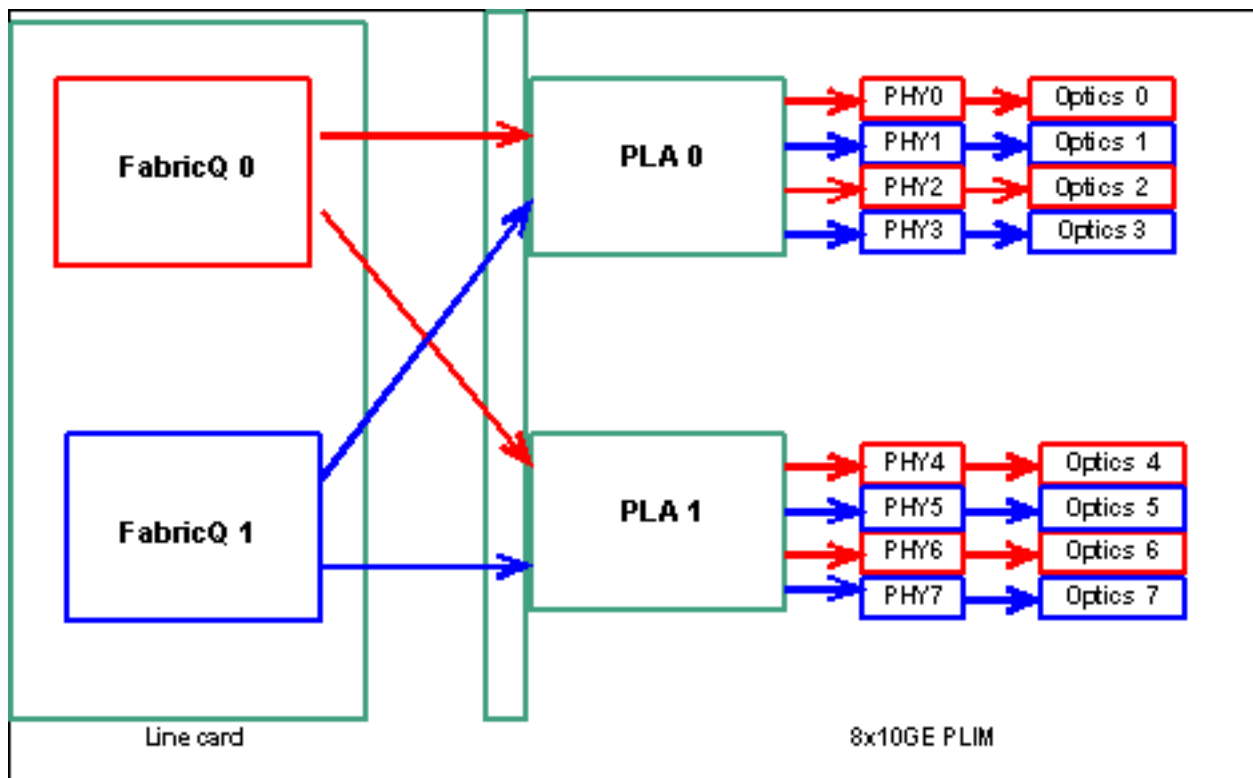 FabricQ 0
PLA 0
PHY0
Optics 0
PHY1
Optics 1
PHY2
Optics 2
PHY3
Optics 3
FabricQ 1
PLA 1
PHY4
Optics 4
PHY5
Optics 5
PHY6
Optics 6
PHY7
Optics 7
Line card
8x10GE PLIM